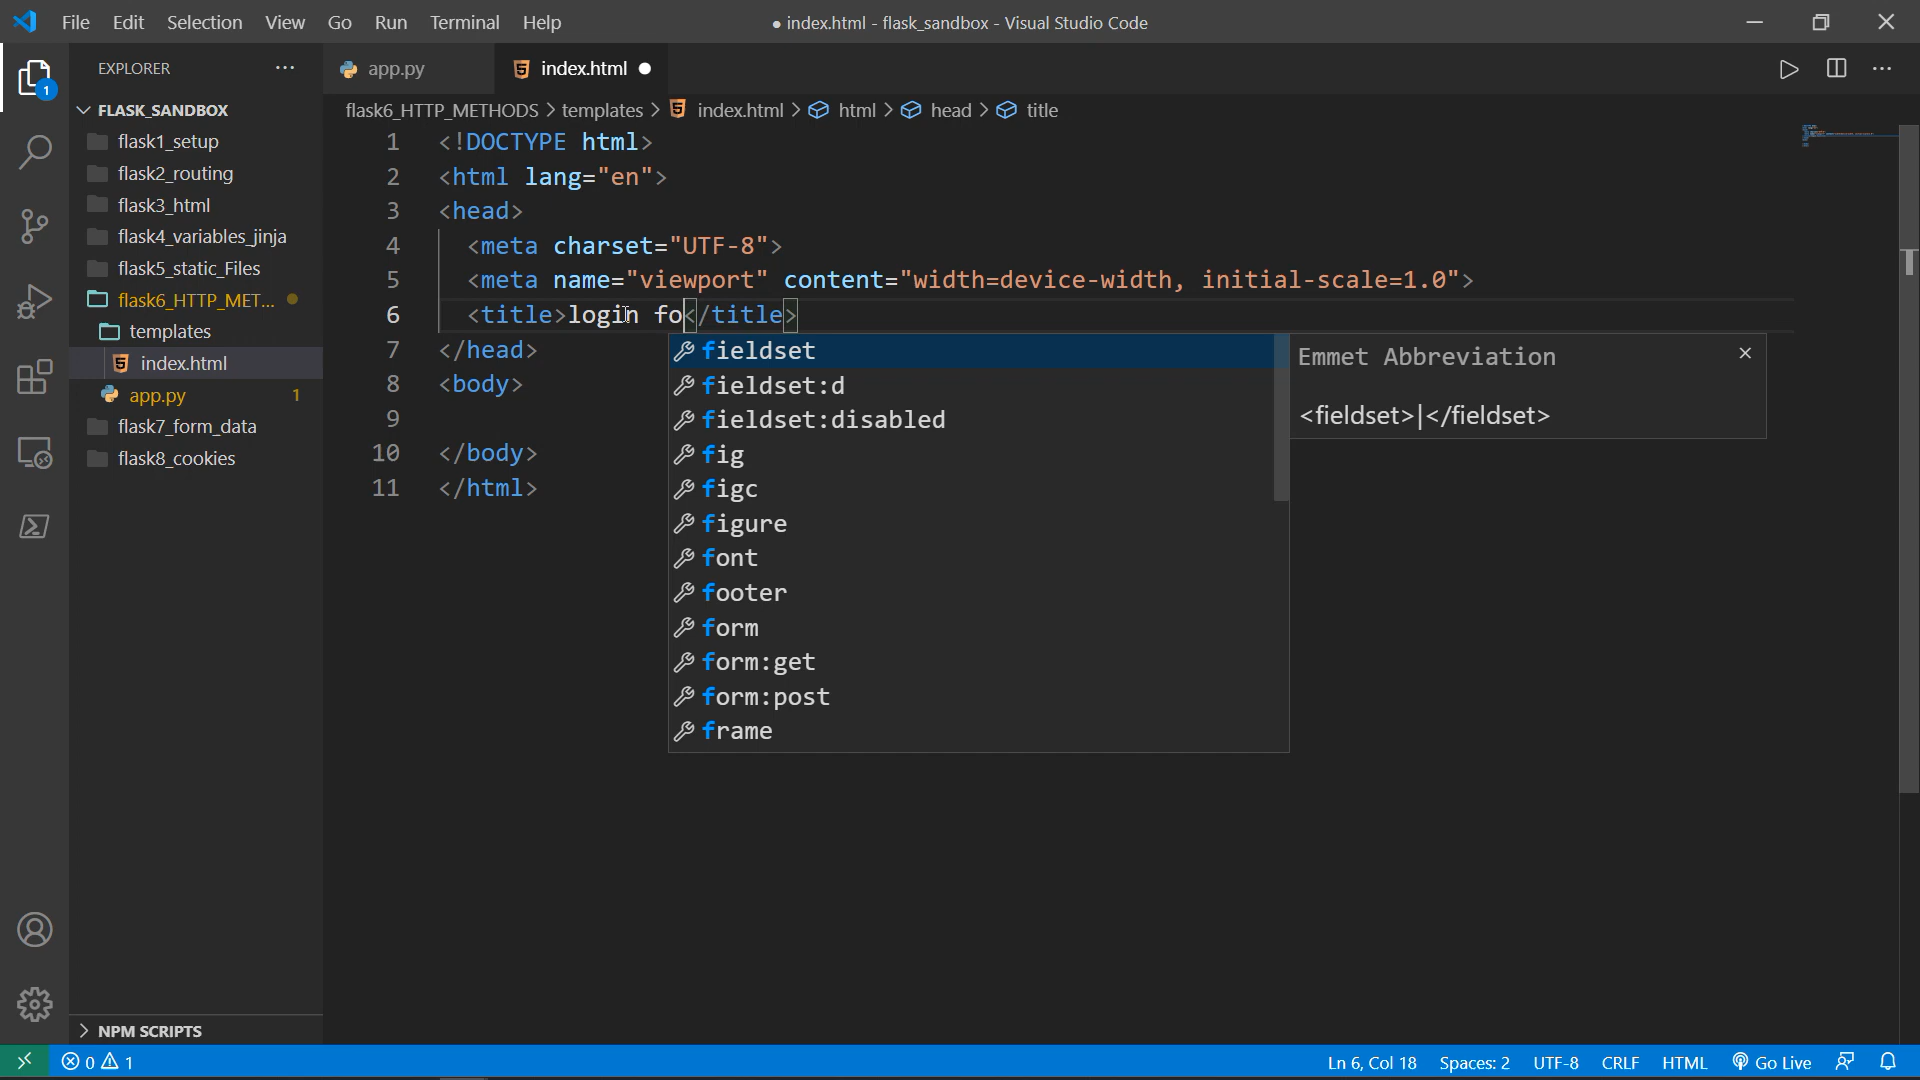 File Edit Selection View Go Run Terminal Help
● index.html - flask_sandbox - Visual Studio Code
EXPLORER
app.py
index.html
1
FLASK_SANDBOX
flask1_setup
flask2_routing
flask3_html
flask4_variables_jinja
flask5_static_Files
flask6_HTTP_MET...
templates
index.html
app.py 1
flask7_form_data
flask8_cookies
NPM SCRIPTS
flask6_HTTP_METHODS > templates > index.html > html > head > title
1 <!DOCTYPE html>
2 <html lang="en">
3 <head>
4 <meta charset="UTF-8">
5 <meta name="viewport" content="width=device-width, initial-scale=1.0">
6 <title>login fo</title>
7 </head>
8 <body>
9
10 </body>
11 </html>
fieldset
fieldset:d
fieldset:disabled
fig
figc
figure
font
footer
form
form:get
form:post
frame
Emmet Abbreviation
<fieldset>|</fieldset>
0 1
Ln 6, Col 18 Spaces: 2 UTF-8 CRLF HTML Go Live